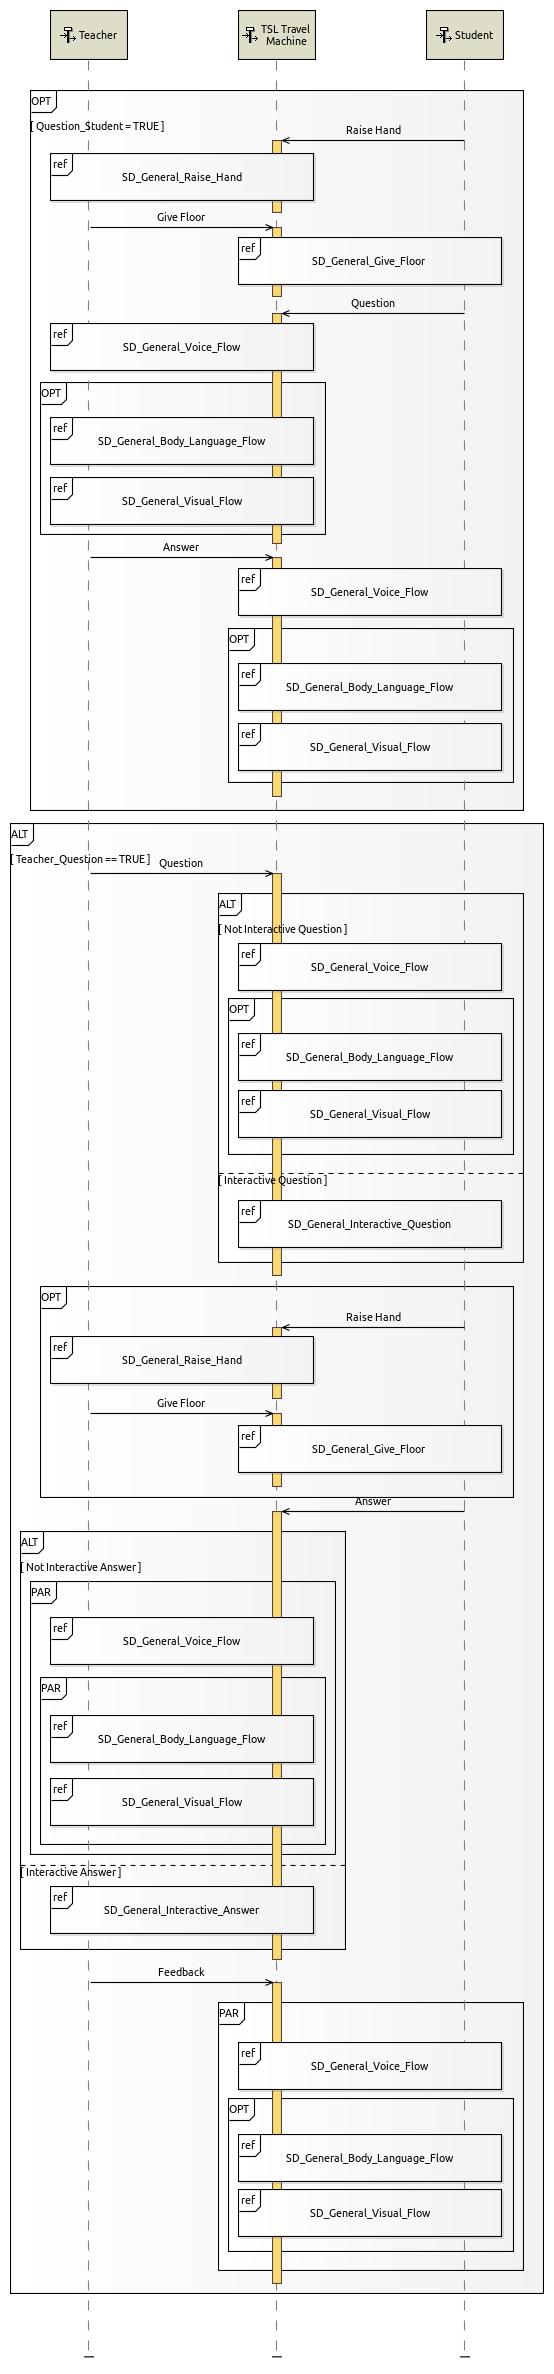 Teacher
TSL Travel
Machine
Student
OPT
[ Question_Student = TRUE ]
Raise Hand
ref
SD_General_Raise_Hand
Give Floor
ref
SD_General_Give_Floor
Question
ref
SD_General_Voice_Flow
OPT
ref
SD_General_Body_Language_Flow
ref
SD_General_Visual_Flow
Answer
ref
SD_General_Voice_Flow
OPT
ref
SD_General_Body_Language_Flow
ref
SD_General_Visual_Flow
ALT
[ Teacher_Question == TRUE ]
Question
ALT
[ Not Interactive Question ]
ref
SD_General_Voice_Flow
OPT
ref
SD_General_Body_Language_Flow
ref
SD_General_Visual_Flow
[ Interactive Question ]
ref
SD_General_Interactive_Question
OPT
Raise Hand
ref
SD_General_Raise_Hand
Give Floor
ref
SD_General_Give_Floor
Answer
ALT
[ Not Interactive Answer ]
PAR
ref
SD_General_Voice_Flow
PAR
ref
SD_General_Body_Language_Flow
ref
SD_General_Visual_Flow
[ Interactive Answer ]
ref
SD_General_Interactive_Answer
Feedback
PAR
ref
SD_General_Voice_Flow
OPT
ref
SD_General_Body_Language_Flow
ref
SD_General_Visual_Flow